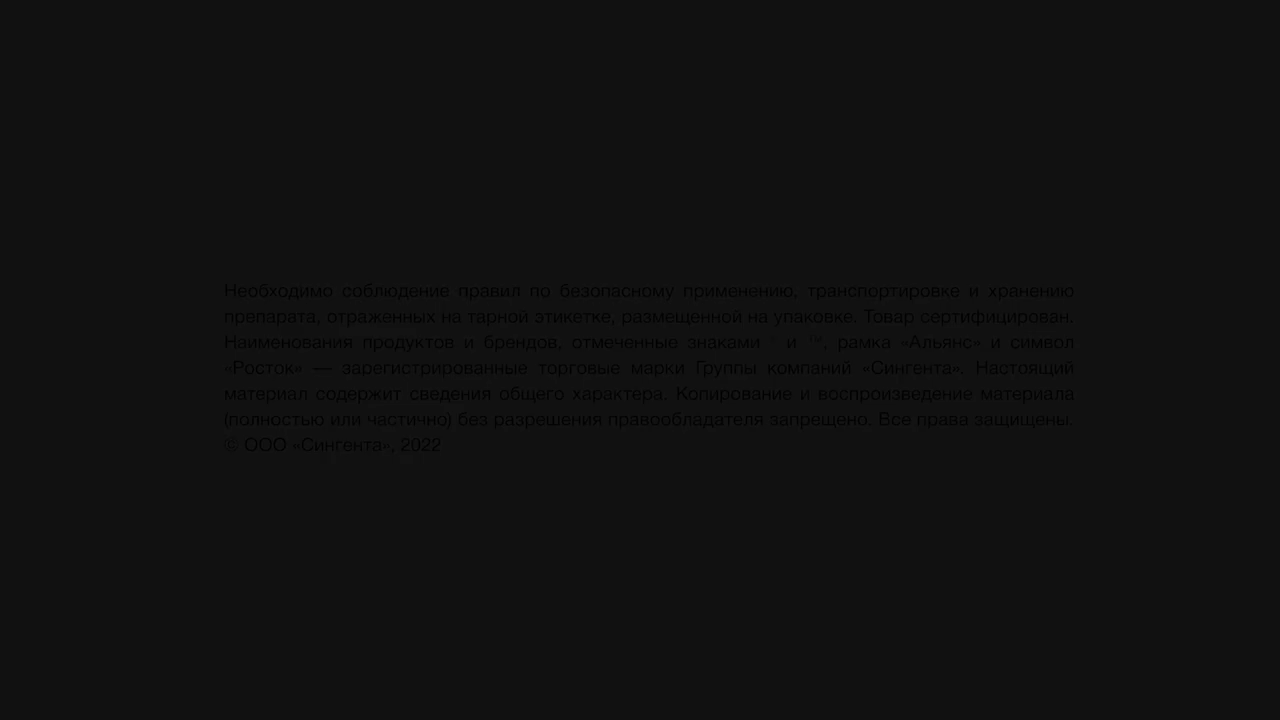 Необходимо соблюдение правил по безопасному применению, транспортировке и хранению
препарата, отраженных на тарной этикетке, размещенной на упаковке. Товар сертифицирован.
Наименования продуктов и брендов, отмеченные знаками ® и ™, рамка «Альянс» и символ
«Росток» — зарегистрированные торговые марки Группы компаний «Сингента». Настоящий
материал содержит сведения общего характера. Копирование и воспроизведение материала
(полностью или частично) без разрешения правообладателя запрещено. Все права защищены.
© ООО «Сингента», 2022